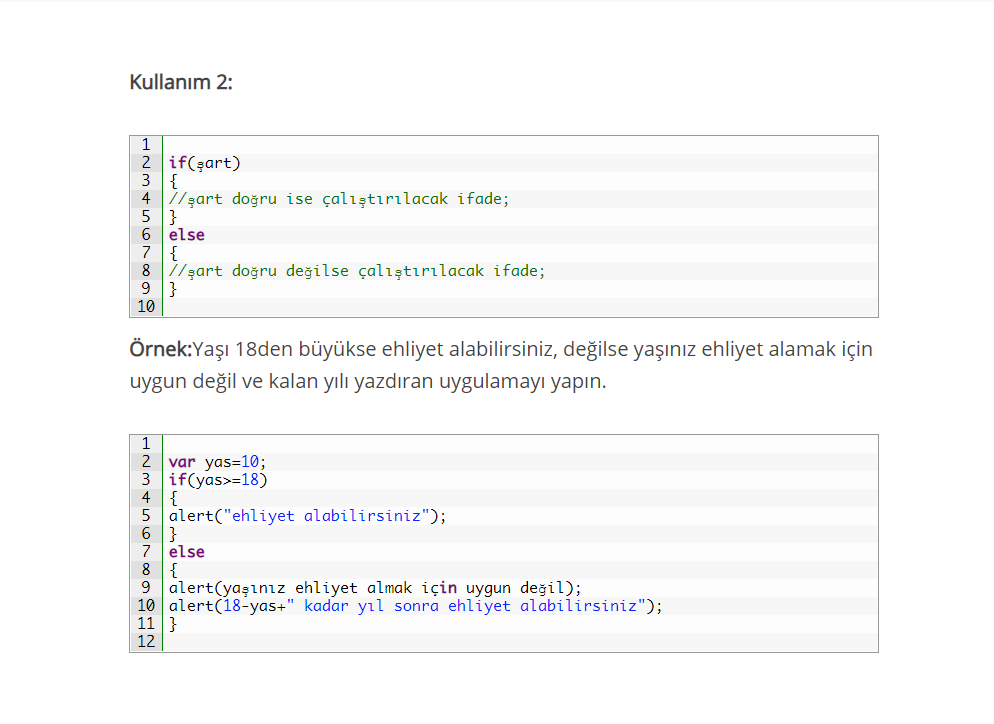 Kullanım 2:
1
2 if(şart)
3 {
4 //şart doğru ise çalıştırılacak ifade;
5 }
6 else
7 {
8 //şart doğru değilse çalıştırılacak ifade;
9 }
10
Örnek:Yaşı 18den büyükse ehliyet alabilirsiniz, değilse yaşınız ehliyet alamak için
uygun değil ve kalan yılı yazdıran uygulamayı yapın.
1
2 var yas=10;
3 if(yas>=18)
4 {
5 alert("ehliyet alabilirsiniz");
6 }
7 else
8 {
9 alert(yaşınız ehliyet almak için uygun değil);
10 alert(18-yas+" kadar yıl sonra ehliyet alabilirsiniz");
11 }
12